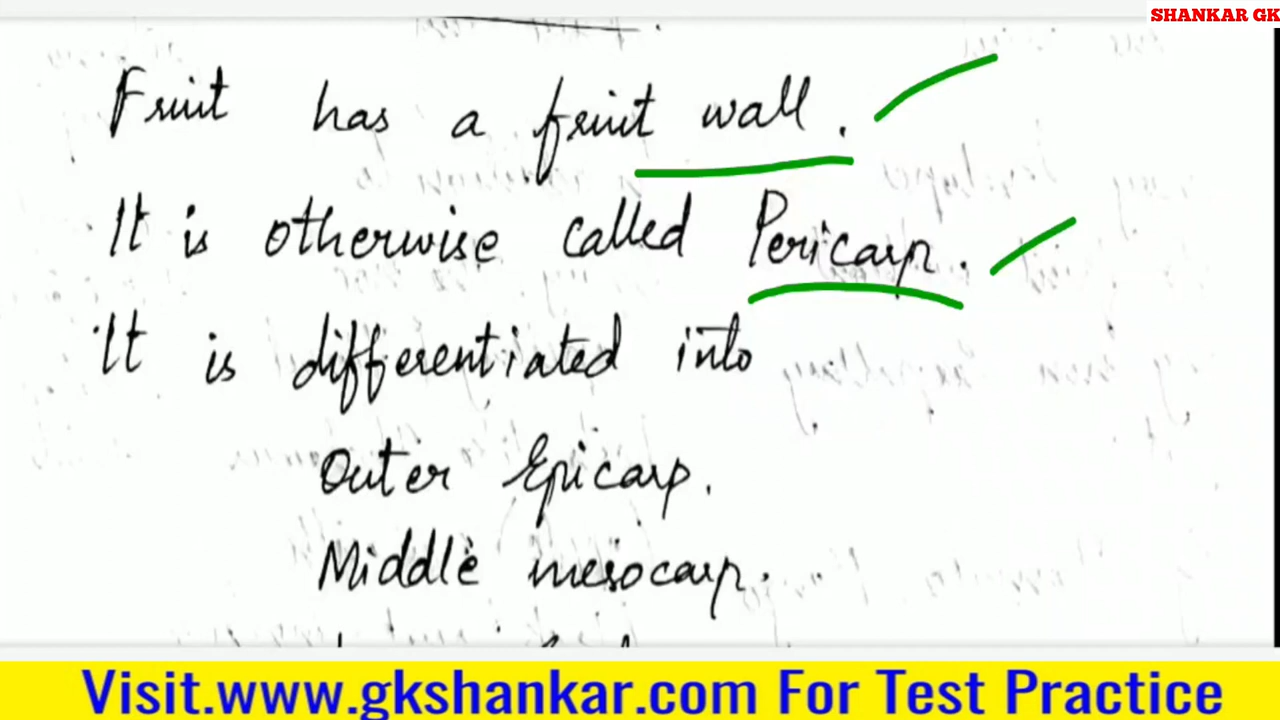 SHANKAR GK
Fruit has a fruit wall.
It is otherwise called Pericarp.
It is differentiated into
Outer Epicarp.
Middle mesocarp.
Visit.www.gkshankar.com For Test Practice